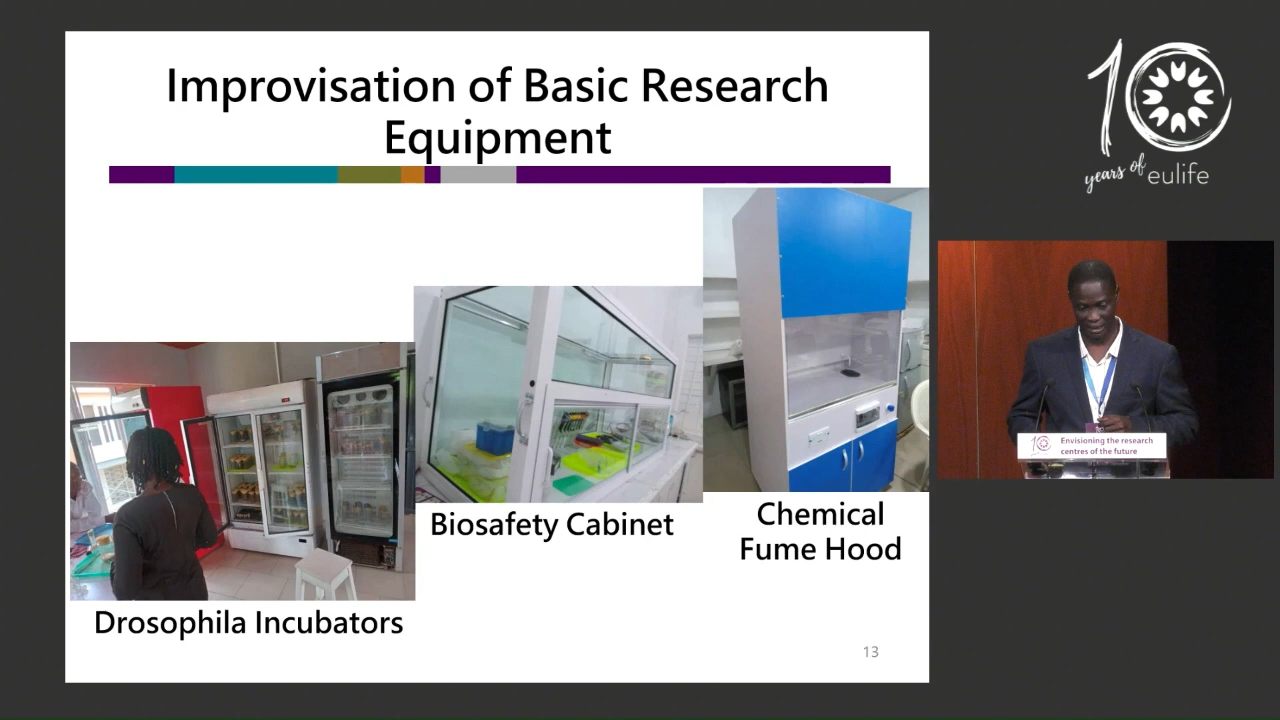 Improvisation of Basic Research
Equipment
Drosophila Incubators
Biosafety Cabinet
Chemical
Fume Hood
13
10
years of eulife
10
Envisioning the research
centres of the future